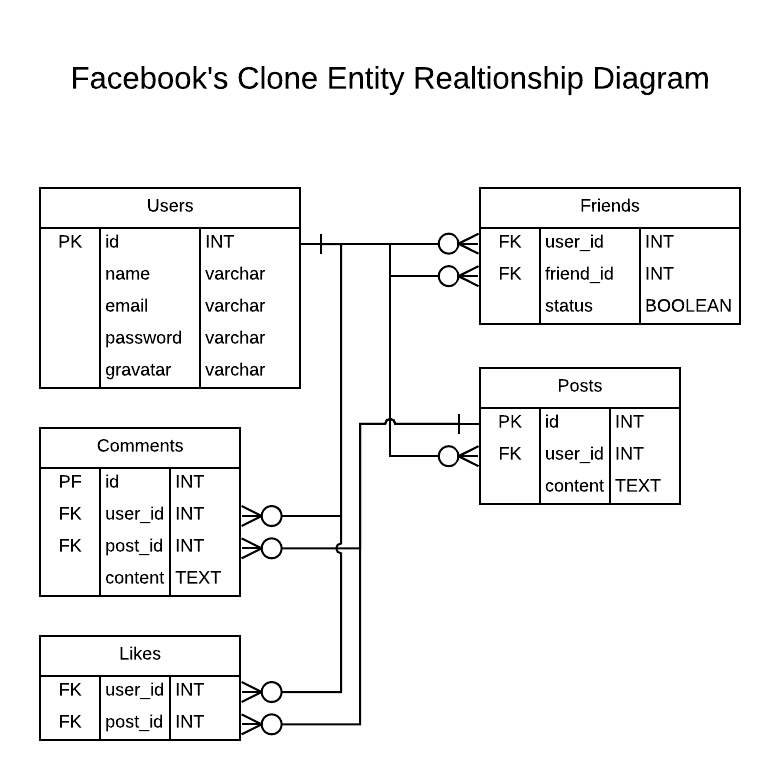 Facebook's Clone Entity Realtionship Diagram
Users
PK id INT
name varchar
email varchar
password varchar
gravatar varchar
Friends
FK user_id INT
FK friend_id INT
status BOOLEAN
Posts
PK id INT
FK user_id INT
content TEXT
Comments
PF id INT
FK user_id INT
FK post_id INT
content TEXT
Likes
FK user_id INT
FK post_id INT